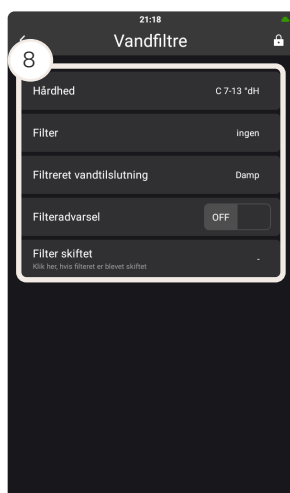 21:18
Vandfiltre
8
Hårdhed C 7-13 °dH
Filter ingen
Filtreret vandtilslutning Damp
Filteradvarsel OFF
Filter skiftet -
Klik her, hvis filteret er blevet skiftet